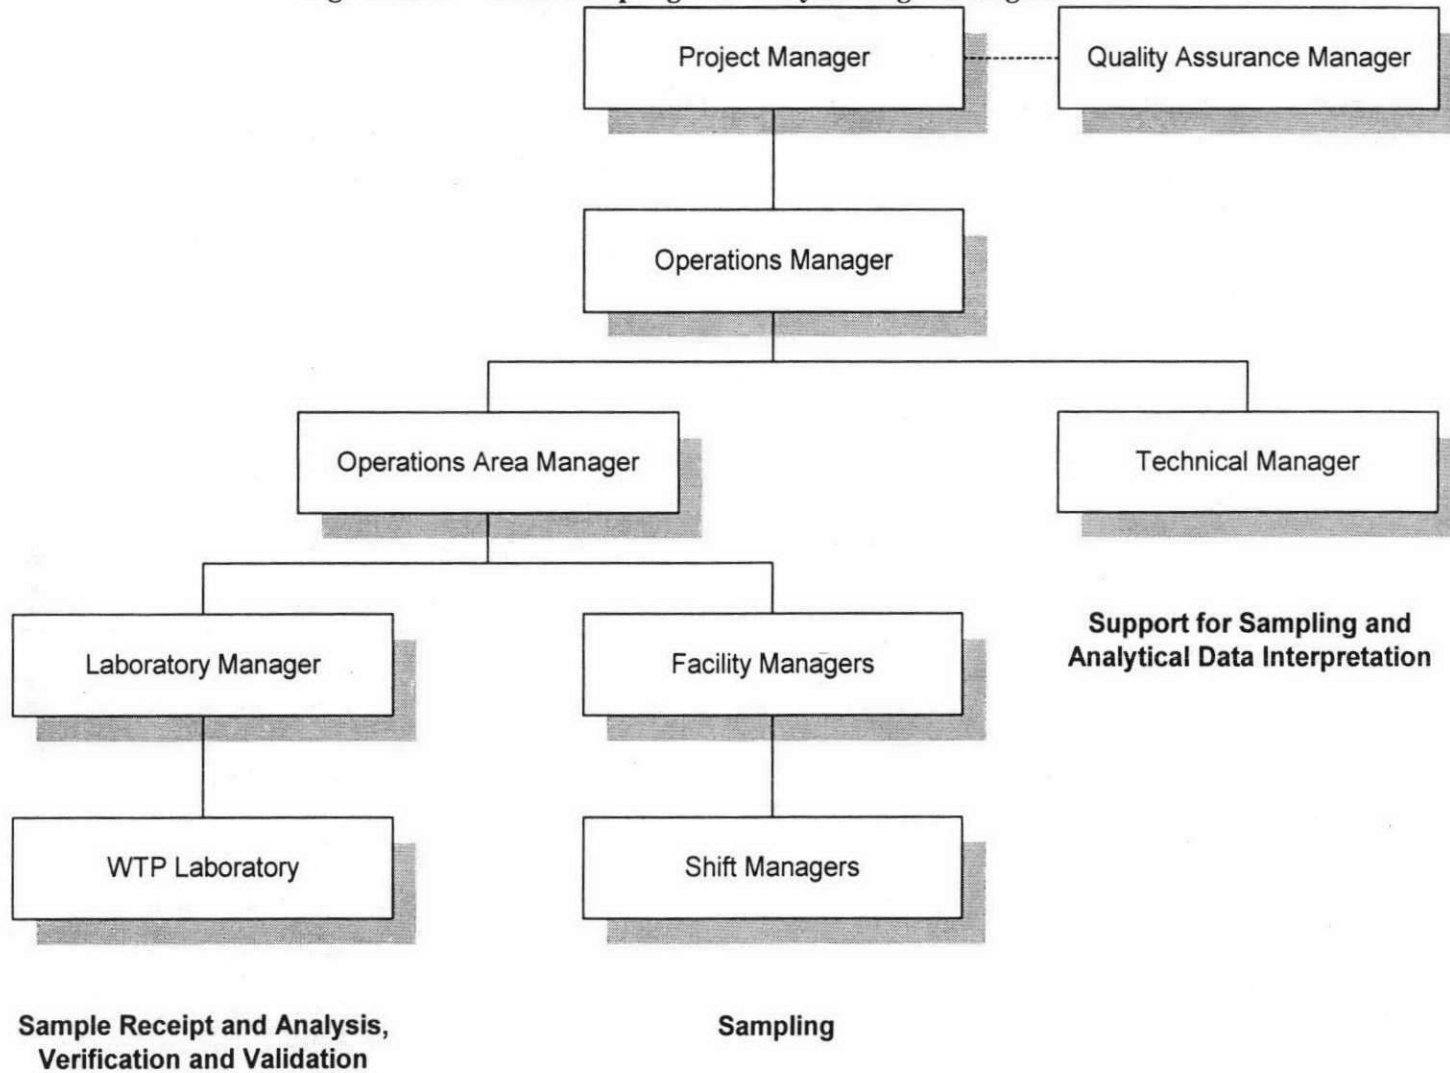 Project Manager
Quality Assurance Manager
Operations Manager
Operations Area Manager
Technical Manager
Support for Sampling and
Analytical Data Interpretation
Laboratory Manager
Facility Managers
WTP Laboratory
Shift Managers
Sample Receipt and Analysis,
Verification and Validation
Sampling